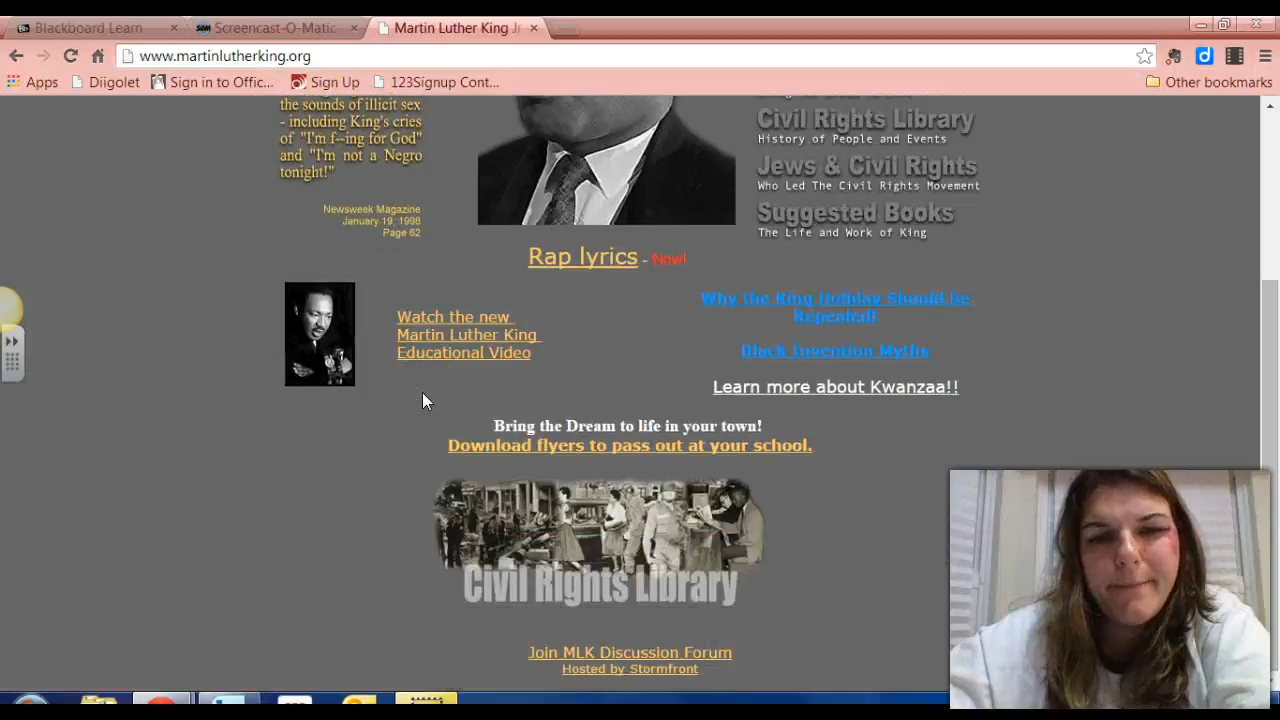 Blackboard Learn
Screencast-O-Matic
Martin Luther King Jr
www.martinlutherking.org
Apps
Diigolet
Sign in to Offic...
Sign Up
123Signup Cont...
Other bookmarks
the sounds of illicit sex
- including King's cries
of "I'm f--ing for God"
and "I'm not a Negro
tonight!"
Newsweek Magazine
January 19, 1998
Page 62
Civil Rights Library
History of People and Events
Jews & Civil Rights
Who Led The Civil Rights Movement
Suggested Books
The Life and Work of King
Rap lyrics - Now!
Watch the new
Martin Luther King
Educational Video
Why the King Holiday Should be
Repealed!
Black Invention Myths
Learn more about Kwanzaa!!
Bring the Dream to life in your town!
Download flyers to pass out at your school.
Civil Rights Library
Join MLK Discussion Forum
Hosted by Stormfront